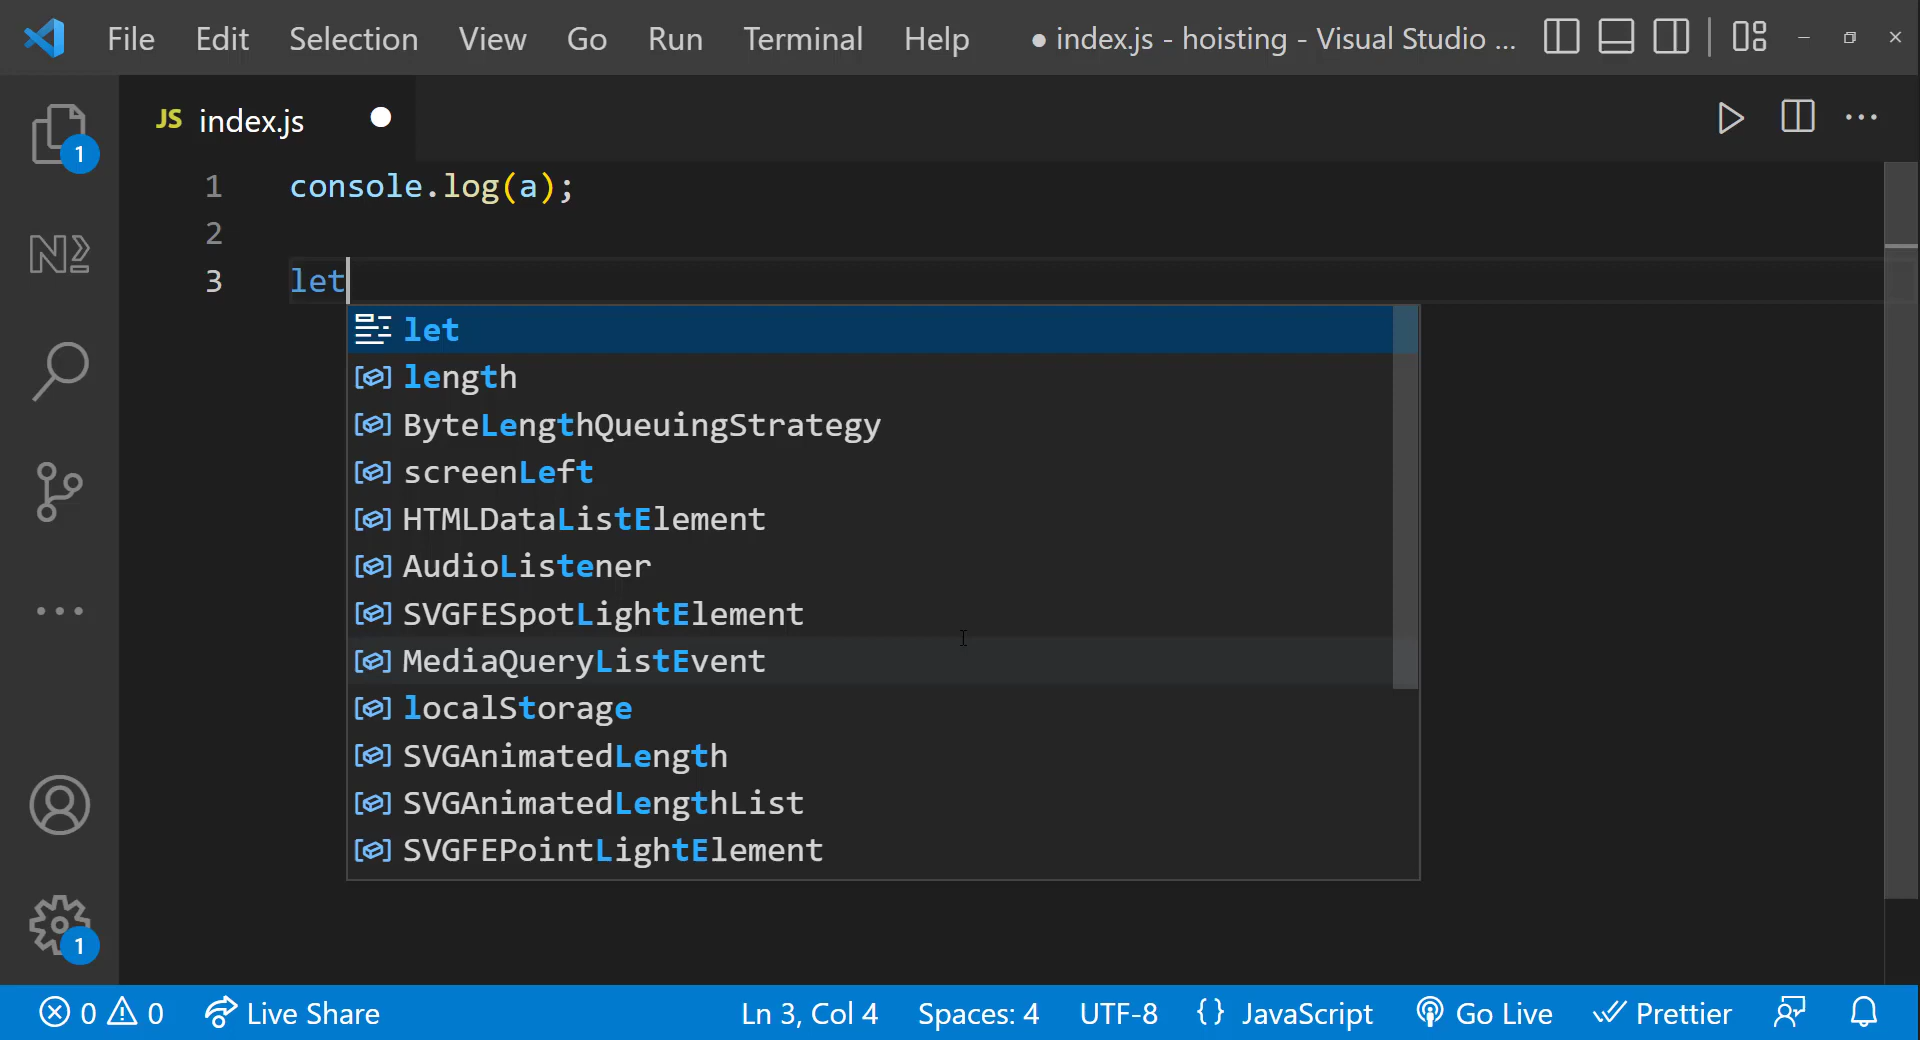 File Edit Selection View Go Run Terminal Help ● index.js - hoisting - Visual Studio ...
JS index.js
1
1 console.log(a);
2
3 let
let
length
ByteLengthQueuingStrategy
screenLeft
HTMLDataListElement
AudioListener
SVGFESpotLightElement
MediaQueryListEvent
localStorage
SVGAnimatedLength
SVGAnimatedLengthList
SVGFEPointLightElement
1
0 0 Live Share Ln 3, Col 4 Spaces: 4 UTF-8 {} JavaScript Go Live Prettier